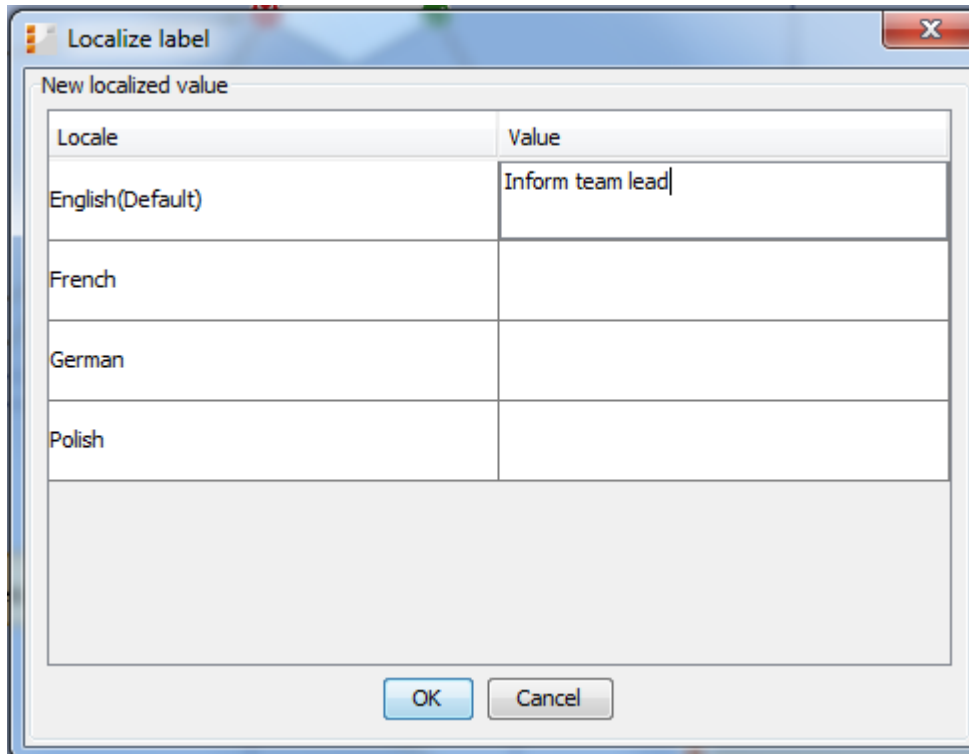 Localize label
New localized value
Locale Value
English(Default) Inform team lead
French
German
Polish
OK Cancel